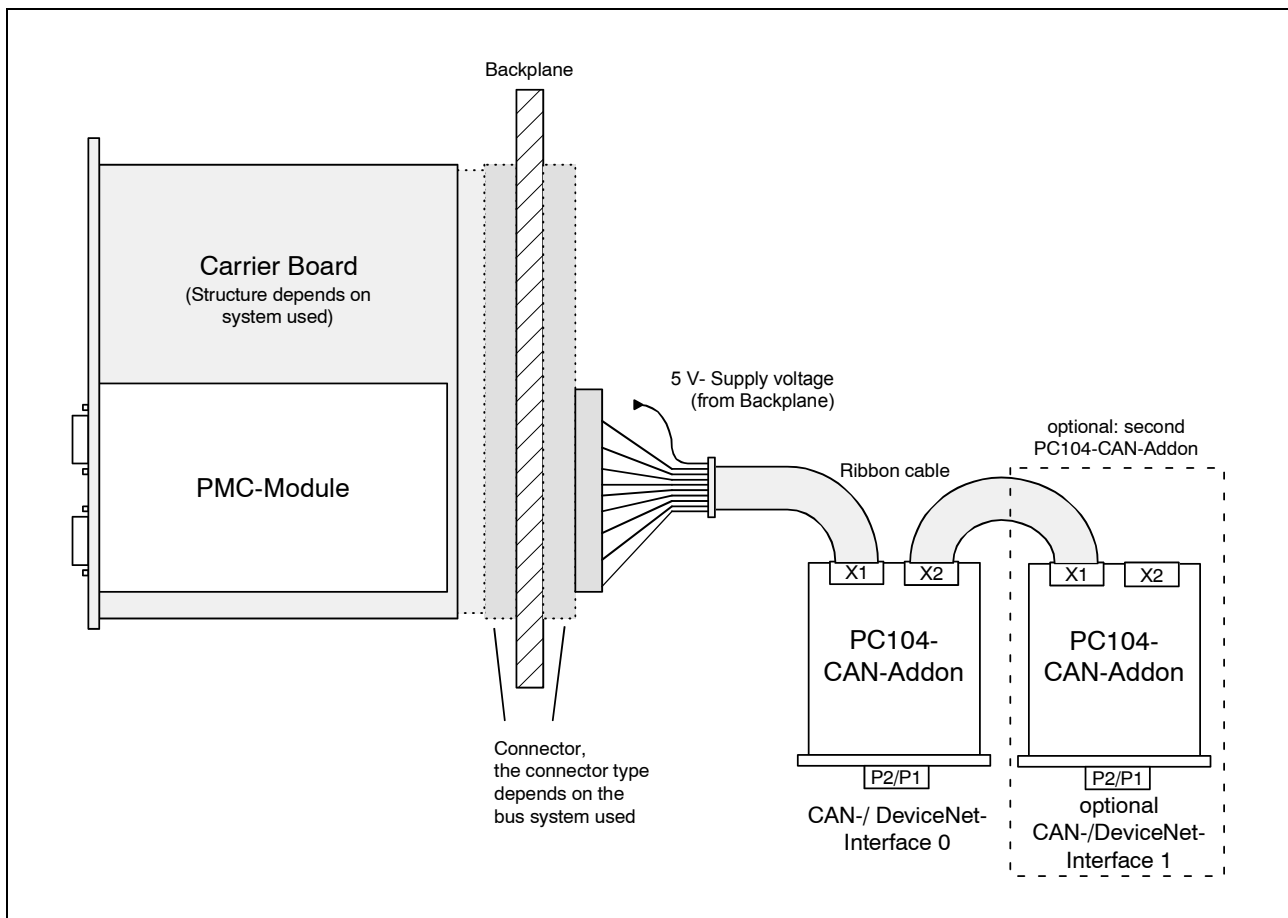 Backplane
Carrier Board
(Structure depends on
system used)
5 V- Supply voltage
(from Backplane)
optional: second
PC104-CAN-Addon
Ribbon cable
PMC-Module
X1
X2
X1
X2
PC104-
CAN-Addon
PC104-
CAN-Addon
Connector,
the connector type
depends on the
bus system used
P2/P1
P2/P1
CAN-/ DeviceNet-
Interface 0
optional
CAN-/DeviceNet-
Interface 1